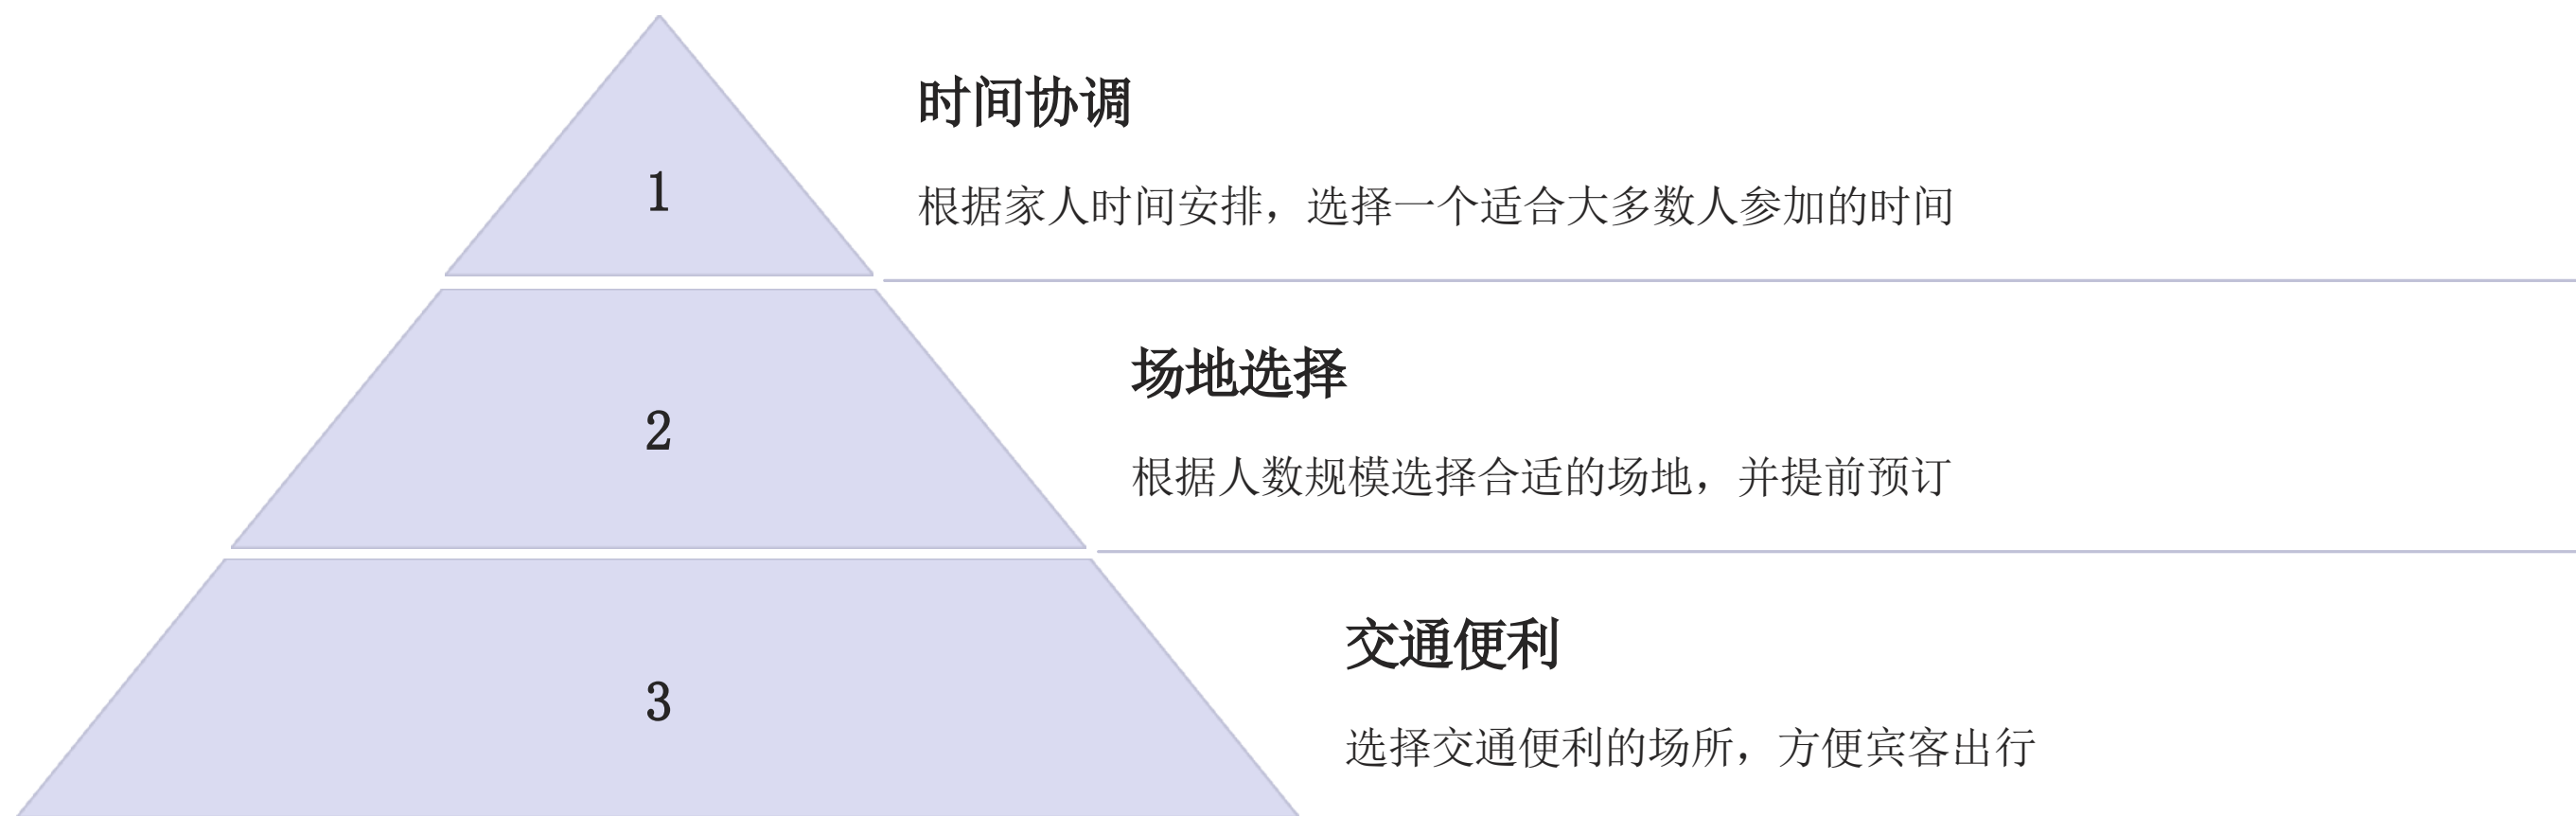 时间协调
1
根据家人时间安排，选择一个适合大多数人参加的时间
场地选择
2
根据人数规模选择合适的场地，并提前预订
交通便利
3
选择交通便利的场所，方便宾客出行